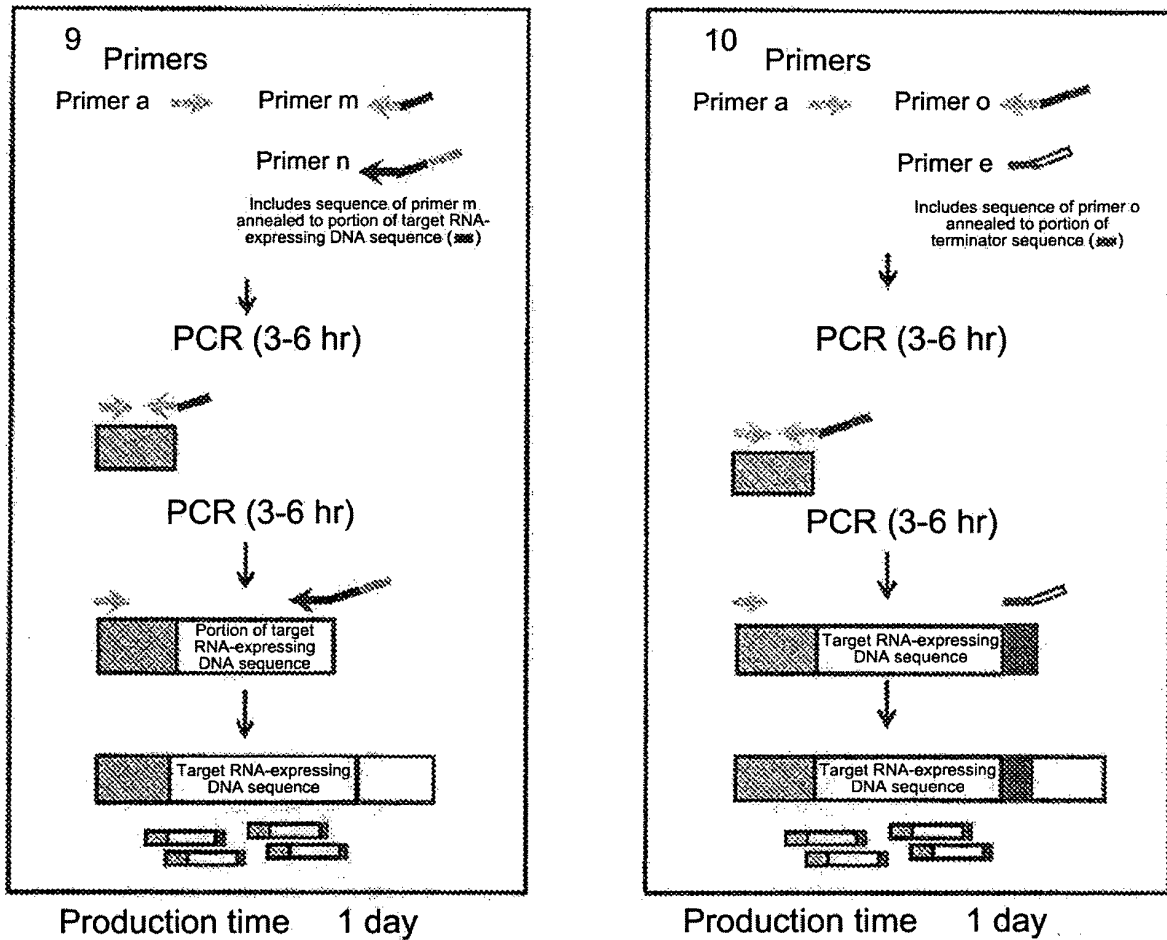 9
Primers
Primer a
Primer m
Primer n
Includes sequence of primer m
annealed to portion of target RNA-
expressing DNA sequence ( )
PCR (3-6 hr)
PCR (3-6 hr)
Portion of target
RNA-expressing
DNA sequence
Target RNA-expressing
DNA sequence
Production time 1 day
10
Primers
Primer a
Primer o
Primer e
Includes sequence of primer o
annealed to portion of
terminator sequence ( )
PCR (3-6 hr)
PCR (3-6 hr)
Target RNA-expressing
DNA sequence
Target RNA-expressing
DNA sequence
Production time 1 day